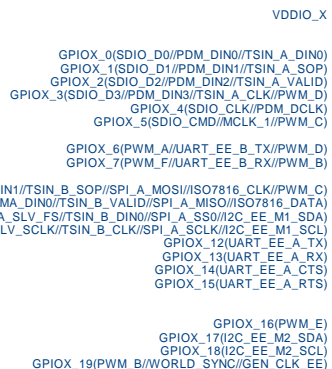 VDDIO_X
GPIOX_0(SDIO_D0//PDM_DIN0//TSIN_A_DIN0)
GPIOX_1(SDIO_D1//PDM_DIN1//TSIN_A_SOP)
GPIOX_2(SDIO_D2//PDM_DIN2//TSIN_A_VALID)
GPIOX_3(SDIO_D3//PDM_DIN3//TSIN_A_CLK//PWM_D)
GPIOX_4(SDIO_CLK//PDM_DCLK)
GPIOX_5(SDIO_CMD//MCLK_1//PWM_C)
GPIOX_6(PWM_A//UART_EE_B_TX//PWM_D)
GPIOX_7(PWM_F//UART_EE_B_RX//PWM_B)
IN1//TSIN_B_SOP//SPI_A_MOSI//ISO7816_CLK//PWM_C)
MA_DIN0//TSIN_B_VALID//SPI_A_MISO//ISO7816_DATA)
A_SLV_FS//TSIN_B_DIN0//SPI_A_SS0//I2C_EE_M1_SDA)
LV_SCLK//TSIN_B_CLK//SPI_A_SCLK//I2C_EE_M1_SCL)
GPIOX_12(UART_EE_A_TX)
GPIOX_13(UART_EE_A_RX)
GPIOX_14(UART_EE_A_CTS)
GPIOX_15(UART_EE_A_RTS)
GPIOX_16(PWM_E)
GPIOX_17(I2C_EE_M2_SDA)
GPIOX_18(I2C_EE_M2_SCL)
GPIOX_19(PWM_B//WORLD_SYNC//GEN_CLK_EE)